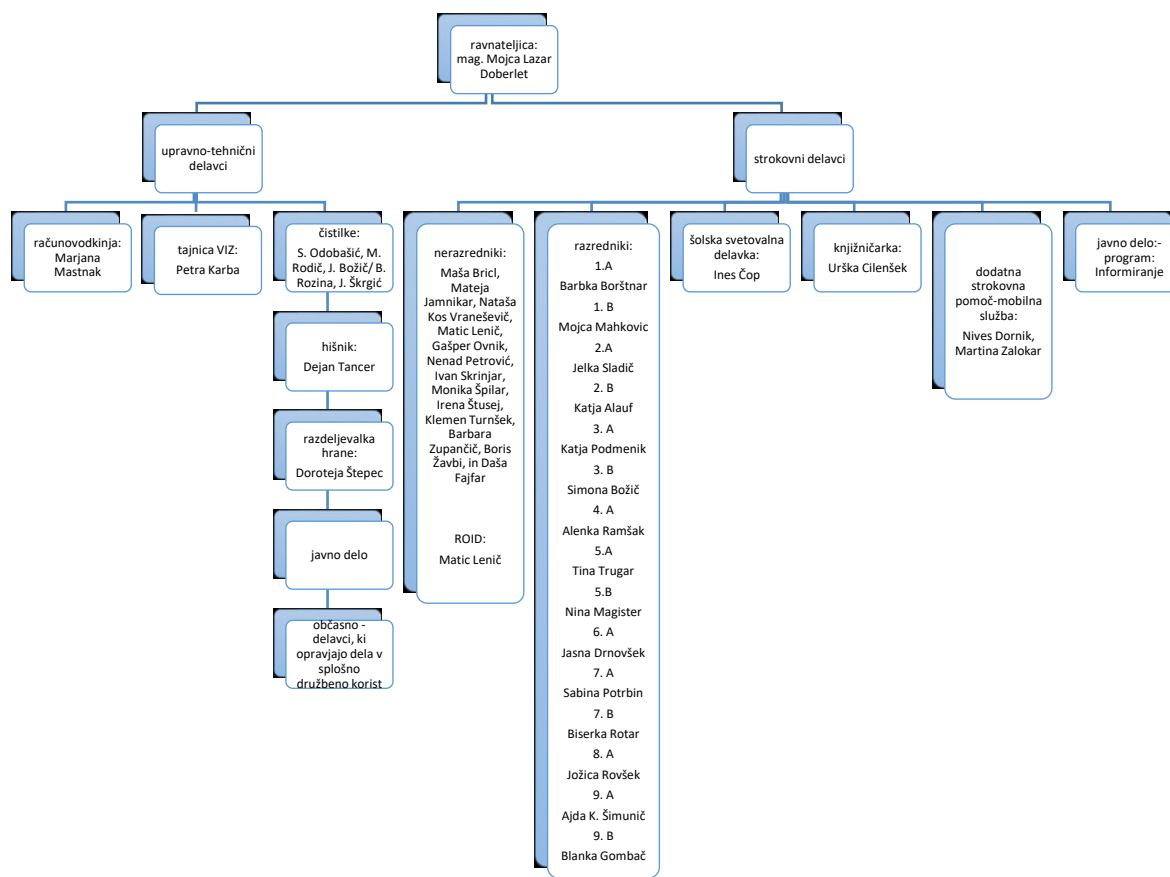 ravnateljica:
mag. Mojca Lazar
Doberlet
upravno-tehnični
delavci
strokovni delavci
računovodkinja:
Marjana
Mastnak
tajnica VIZ:
Petra Karba
čistilke:
S. Odobašić, M.
Rodič, J. Božič/ B.
Rozina, J. Škrgić
hišnik:
Dejan Tancer
razdeljevalka
hrane:
Doroteja Štepec
javno delo
občasno -
delavci, ki
opravjajo dela v
splošno
družbeno korist
nerazredniki:
Maša Bricl,
Mateja
Jamnikar, Nataša
Kos Vraneševič,
Matic Lenič,
Gašper Ovnik,
Nenad Petrović,
Ivan Skrinjar,
Monika Špilar,
Irena Štusej,
Klemen Turnšek,
Barbara
Zupančič, Boris
Žavbi, in Daša
Fajfar
ROID:
Matic Lenič
razredniki:
1.A
Barbka Borštnar
1. B
Mojca Mahkovic
2.A
Jelka Sladič
2. B
Katja Alauf
3. A
Katja Podmenik
3. B
Simona Božič
4. A
Alenka Ramšak
5.A
Tina Trugar
5.B
Nina Magister
6. A
Jasna Drnovšek
7. A
Sabina Potrbin
7. B
Biserka Rotar
8. A
Jožica Rovšek
9. A
Ajda K. Šimunič
9. B
Blanka Gombač
šolska svetovalna
delavka:
Ines Čop
knjižničarka:
Urška Cilenšek
dodatna
strokovna
pomoč-mobilna
služba:
Nives Dornik,
Martina Zalokar
javno delo:-
program:
Informiranje